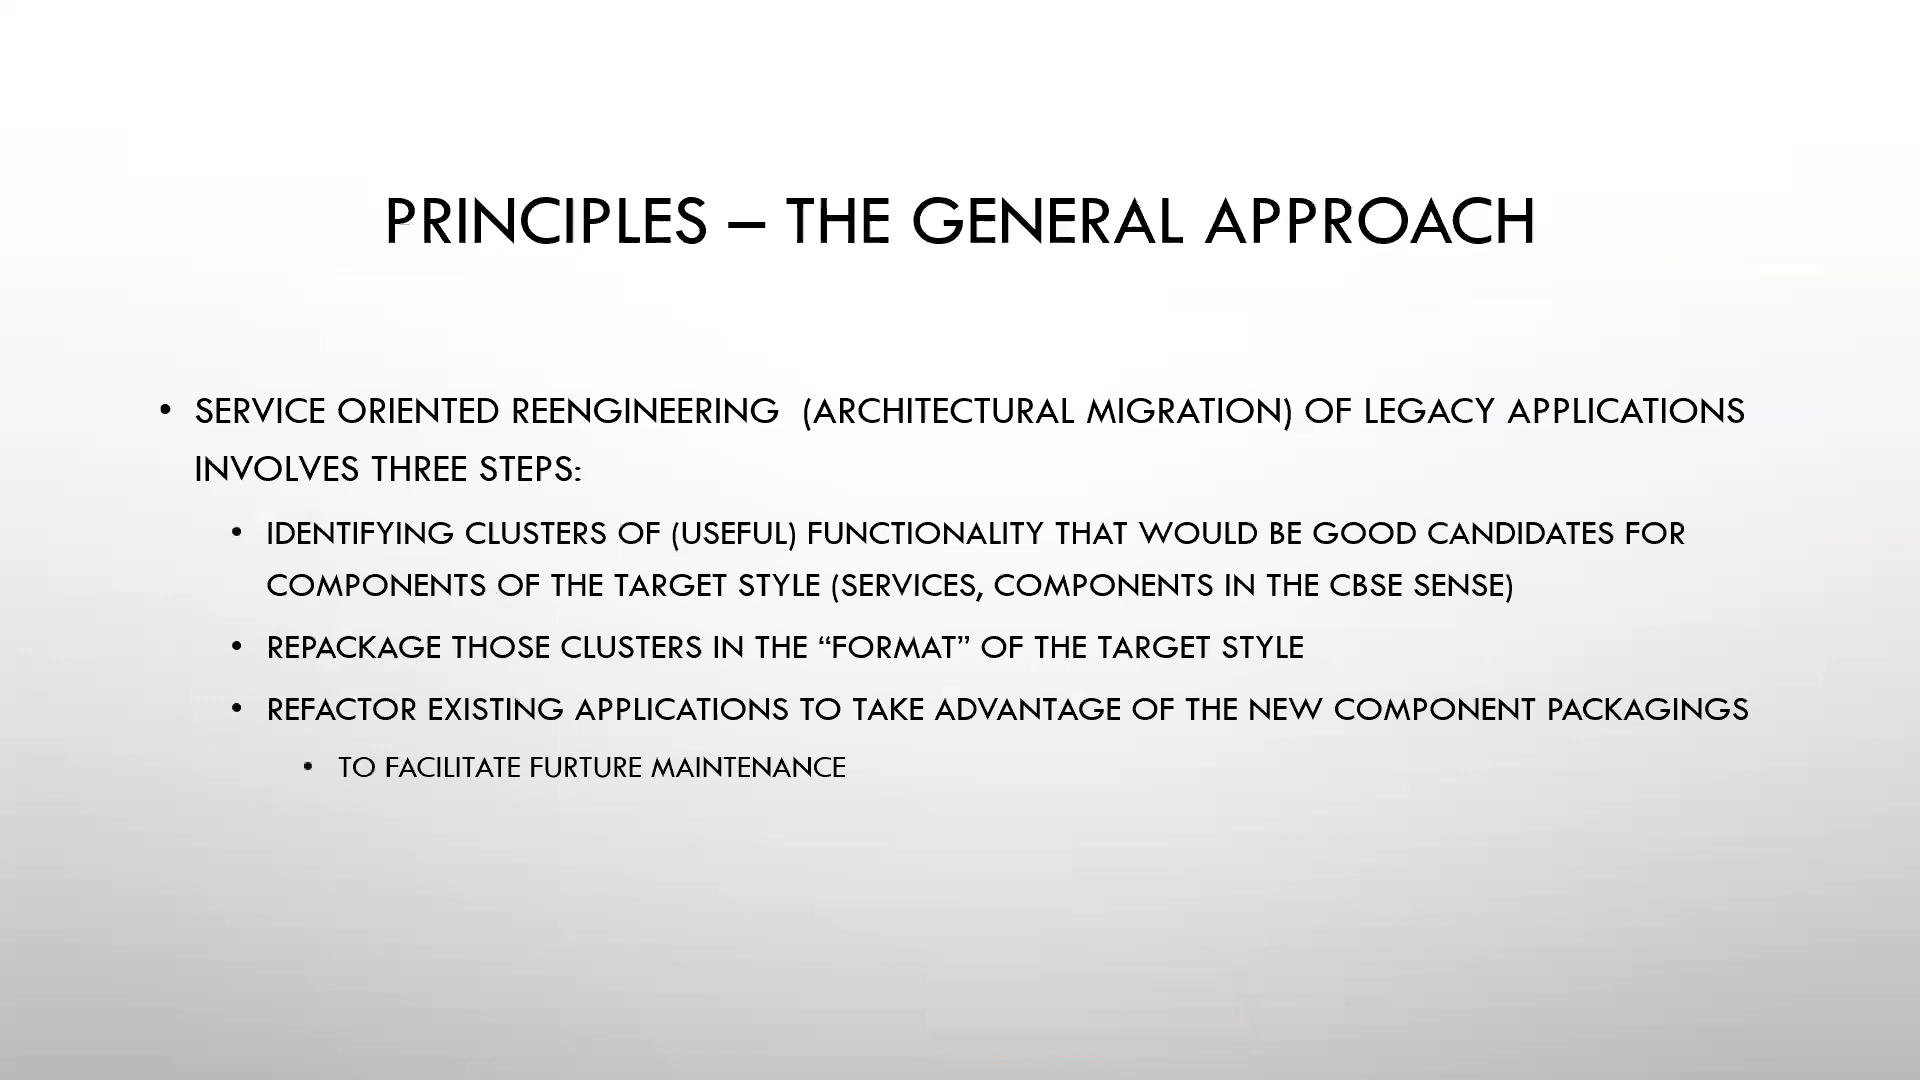 PRINCIPLES – THE GENERAL APPROACH
• SERVICE ORIENTED REENGINEERING  (ARCHITECTURAL MIGRATION) OF LEGACY APPLICATIONS
INVOLVES THREE STEPS:
• IDENTIFYING CLUSTERS OF (USEFUL) FUNCTIONALITY THAT WOULD BE GOOD CANDIDATES FOR
COMPONENTS OF THE TARGET STYLE (SERVICES, COMPONENTS IN THE CBSE SENSE)
• REPACKAGE THOSE CLUSTERS IN THE “FORMAT” OF THE TARGET STYLE
• REFACTOR EXISTING APPLICATIONS TO TAKE ADVANTAGE OF THE NEW COMPONENT PACKAGINGS
• TO FACILITATE FURTURE MAINTENANCE